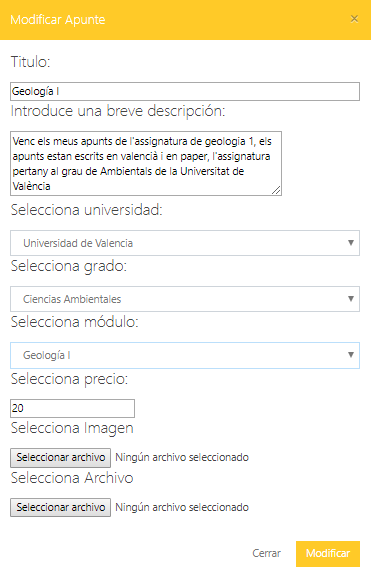 Modificar Apunte ×
Titulo:
Geología I
Introduce una breve descripción:
Venc els meus apunts de l'assignatura de geologia 1, els
apunts estan escrits en valencià i en paper, l'assignatura
pertany al grau de Ambientals de la Universitat de
València
Selecciona universidad:
Universidad de Valencia
Selecciona grado:
Ciencias Ambientales
Selecciona módulo:
Geología I
Selecciona precio:
20
Selecciona Imagen
Seleccionar archivo Ningún archivo seleccionado
Selecciona Archivo
Seleccionar archivo Ningún archivo seleccionado
Cerrar Modificar